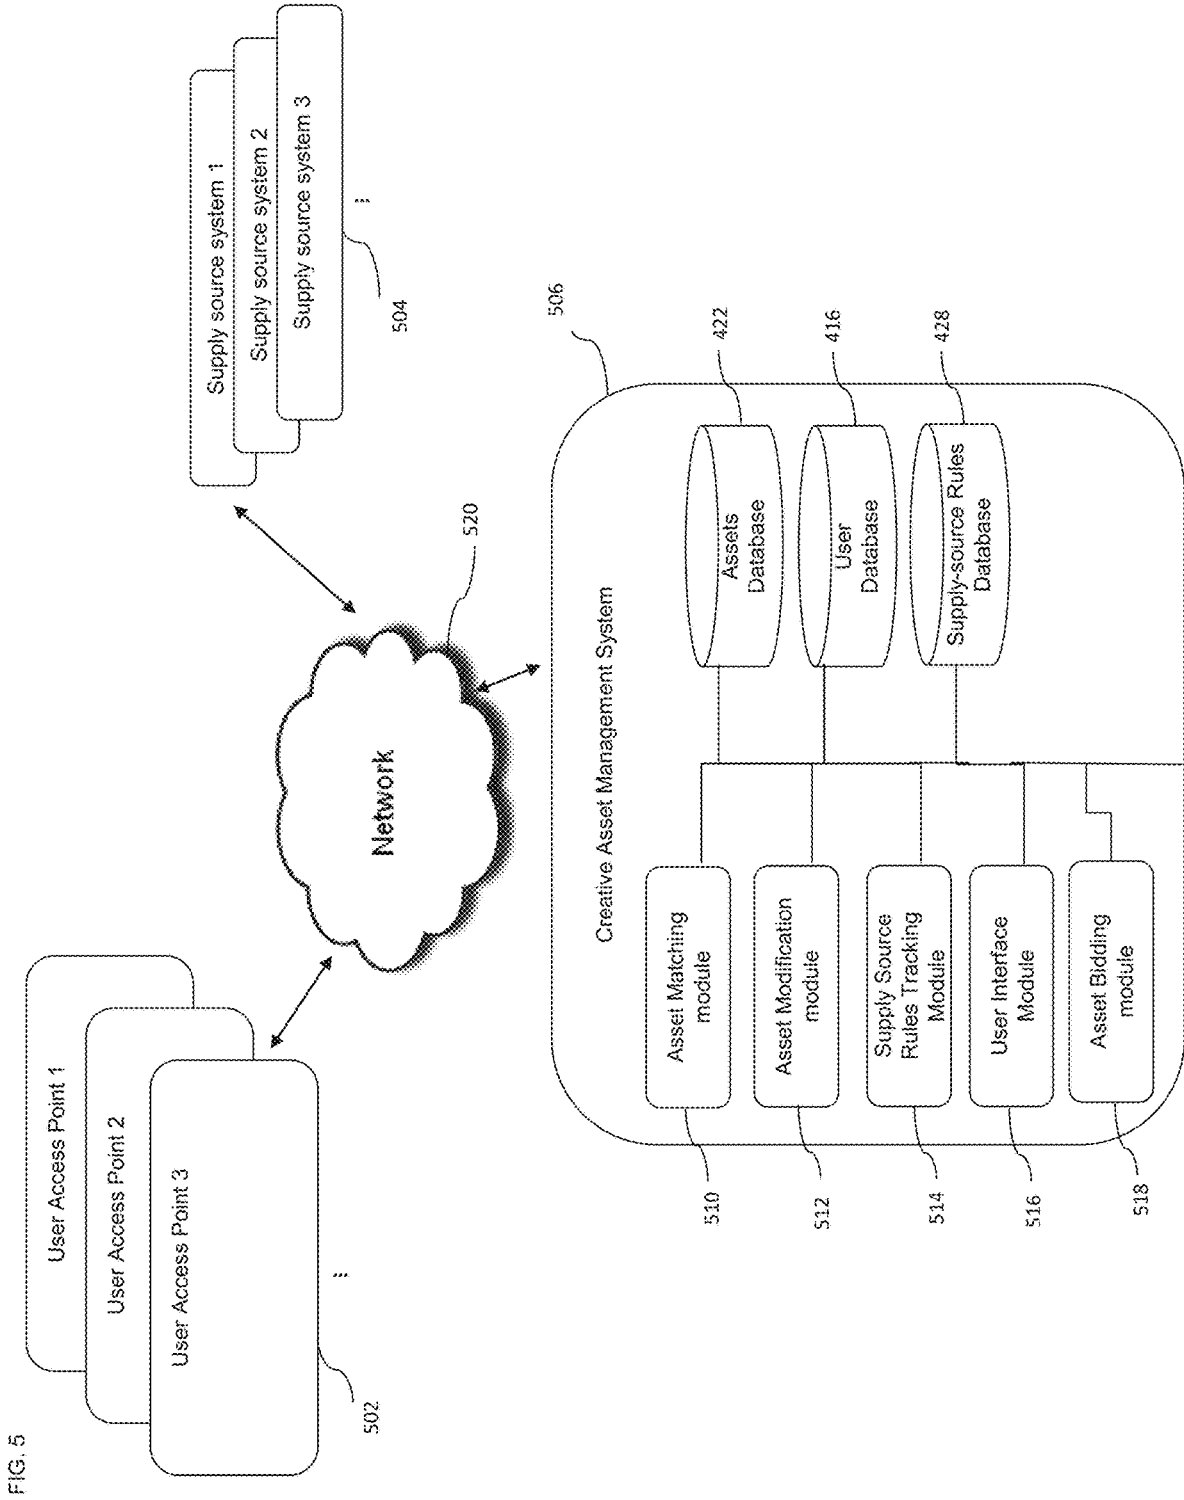 FIG. 5
User Access Point 1
User Access Point 2
User Access Point 3
...
502
Supply source system 1
Supply source system 2
Supply source system 3
...
504
Network
520
506
Creative Asset Management System
Asset Matching
module
510
Asset Modification
module
512
Supply Source
Rules Tracking
Module
514
User Interface
Module
516
Asset Bidding
module
518
Assets
Database
422
User
Database
416
Supply-source Rules
Database
428